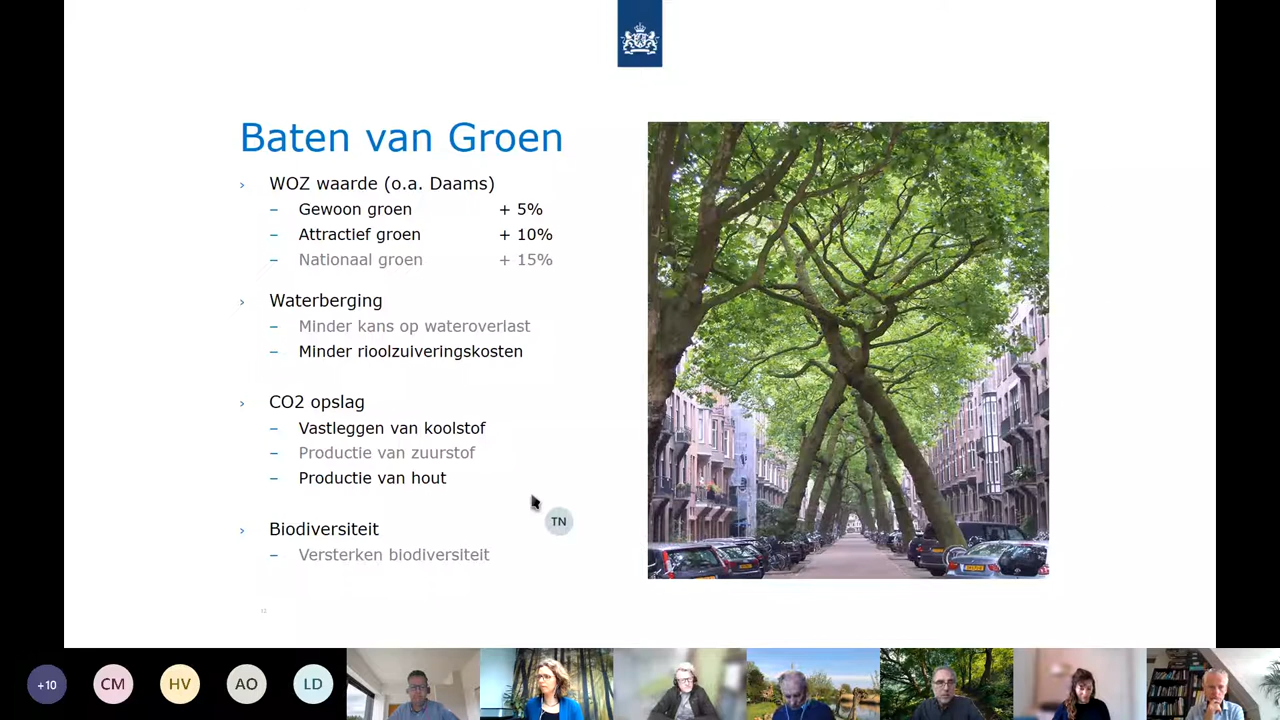 Baten van Groen
› WOZ waarde (o.a. Daams)
– Gewoon groen + 5%
– Attractief groen + 10%
– Nationaal groen + 15%
› Waterberging
– Minder kans op wateroverlast
– Minder rioolzuiveringskosten
› CO2 opslag
– Vastleggen van koolstof
– Productie van zuurstof
– Productie van hout
TN
› Biodiversiteit
– Versterken biodiversiteit
12
+10 CM HV AO LD